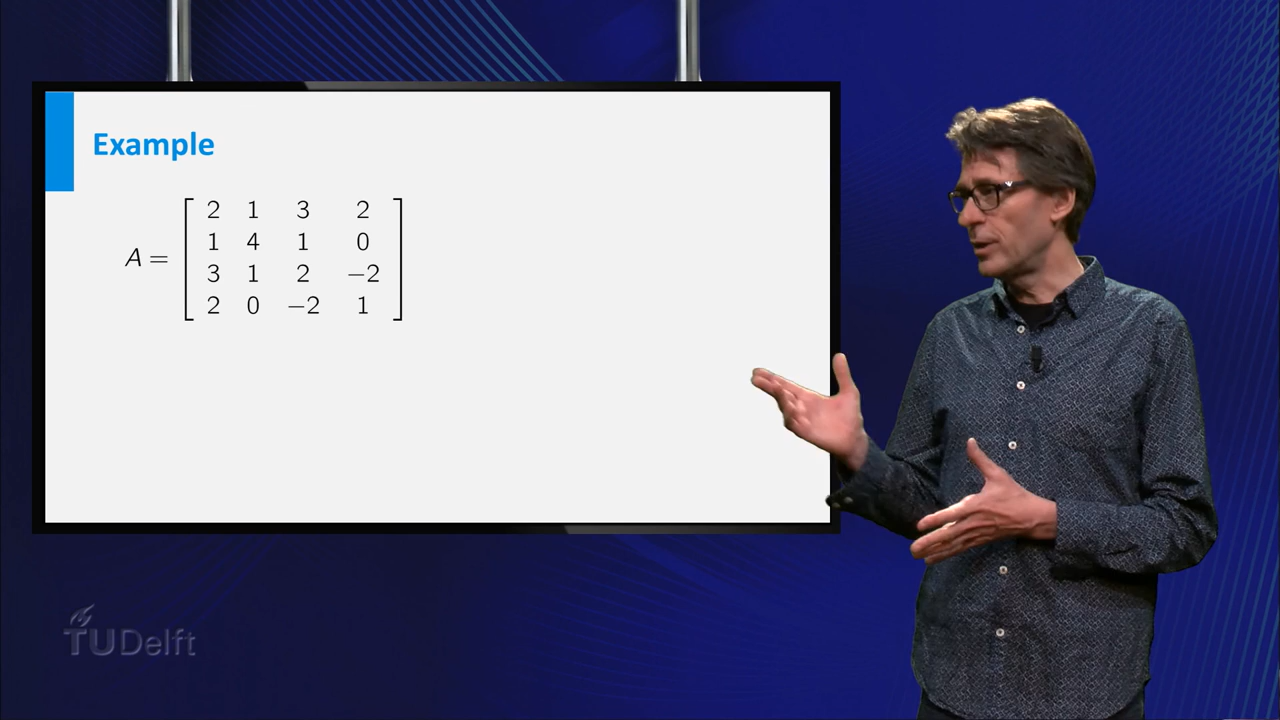 Example
A = [ 2 1 3 2
1 4 1 0
3 1 2 −2
2 0 −2 1 ]
TUDelft